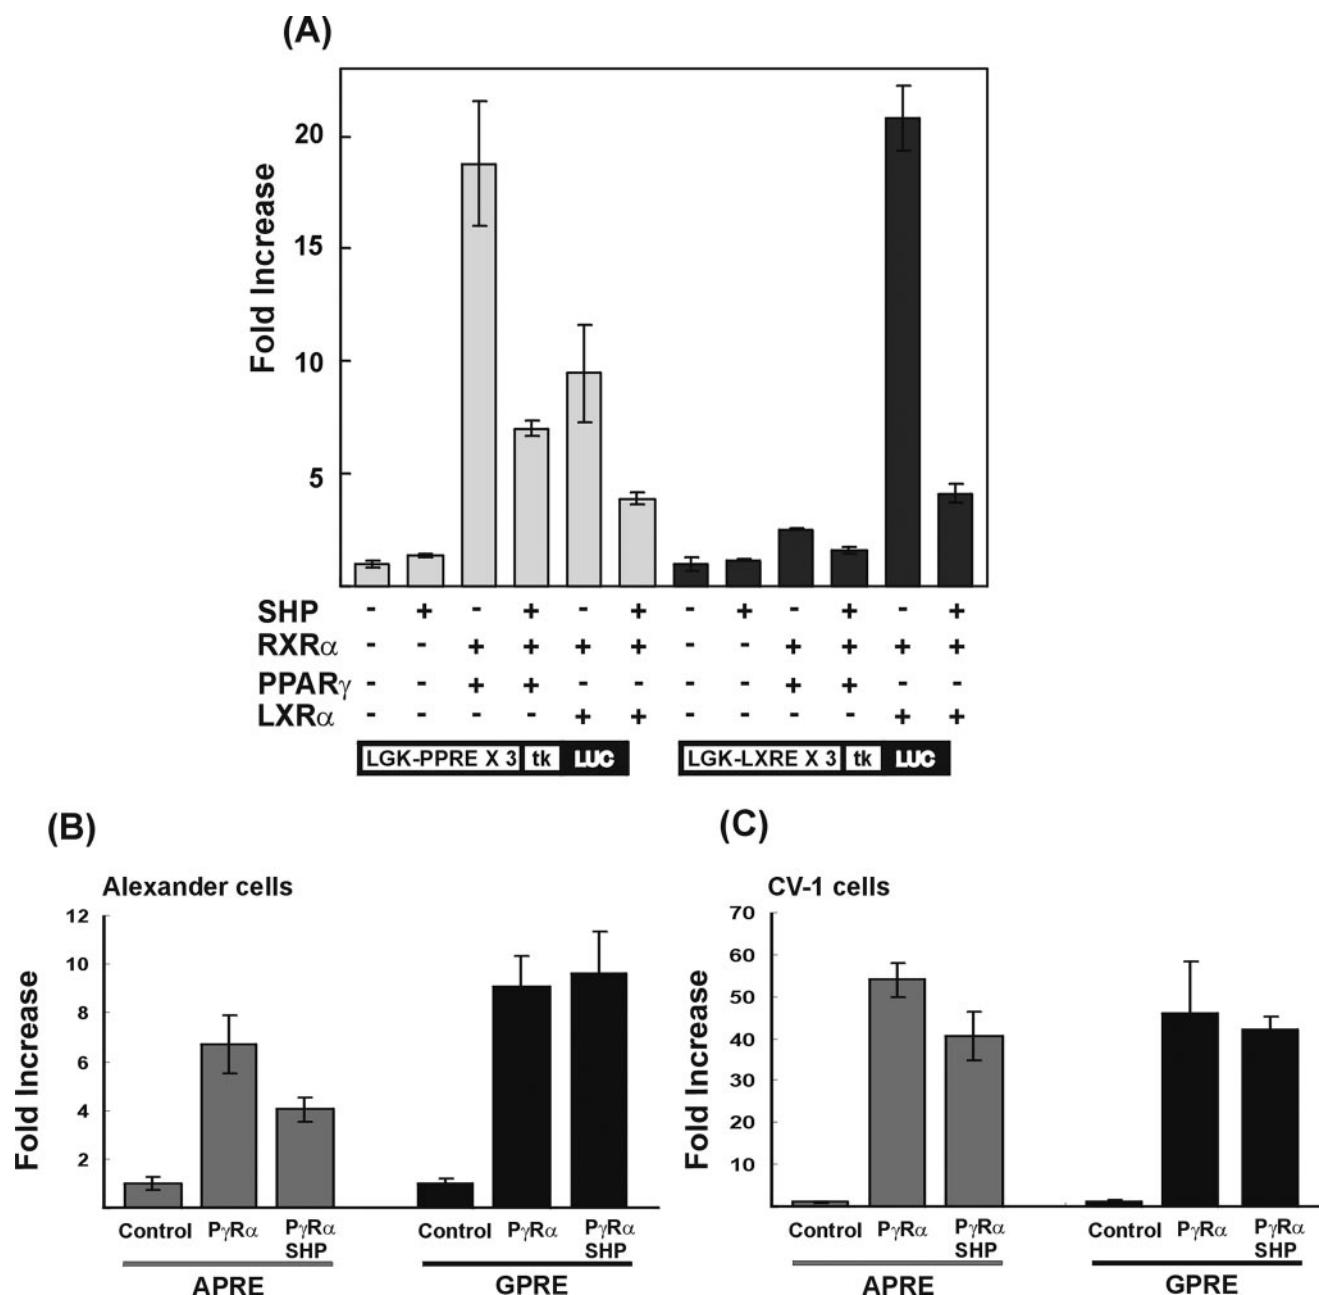 (A)
Fold Increase
20
15
10
5
SHP - + - + - + - + - + - +
RXRα - - + + + + - - + + + +
PPARγ - - + + - - - - + + - -
LXRα - - - - + + - - - - + +
LGK-PPRE X 3 tk LUC LGK-LXRE X 3 tk LUC
(B)
Alexander cells
Fold Increase
12
10
8
6
4
2
Control PγRα PγRα SHP Control PγRα PγRα SHP
APRE GPRE
(C)
CV-1 cells
Fold Increase
70
60
50
40
30
20
10
Control PγRα PγRα SHP Control PγRα PγRα SHP
APRE GPRE